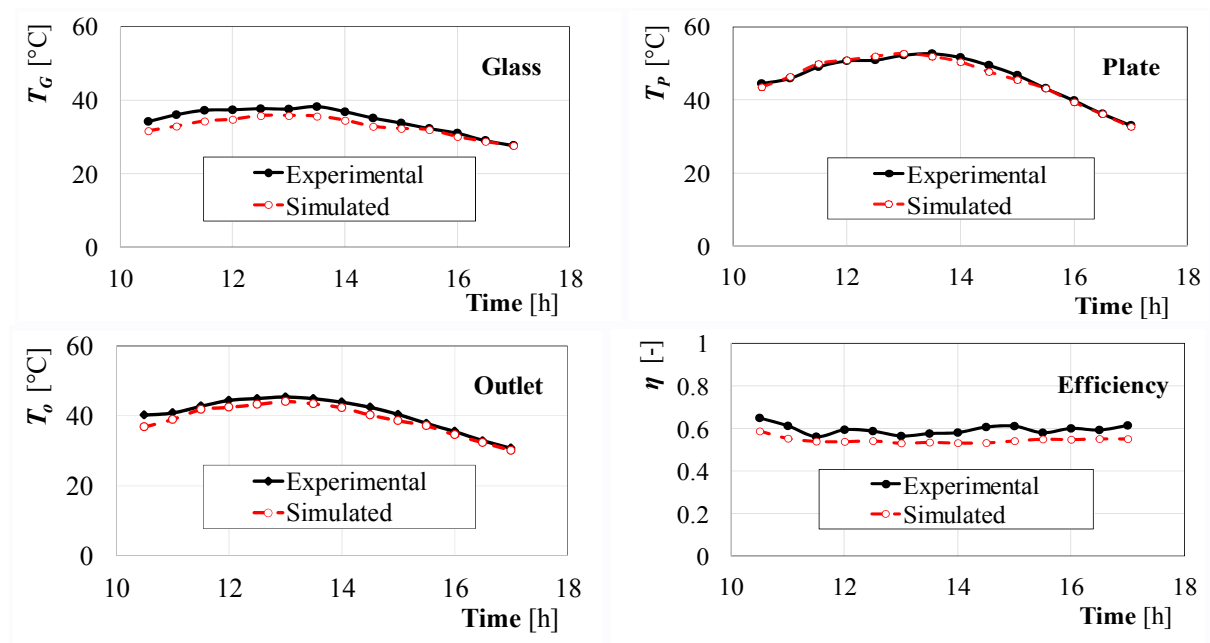 60
40
20
0
T_G [°C]
Glass
Experimental
Simulated
10 12 14 16 18
Time [h]
60
40
20
0
T_P [°C]
Plate
Experimental
Simulated
10 12 14 16 18
Time [h]
60
40
20
0
T_o [°C]
Outlet
Experimental
Simulated
10 12 14 16 18
Time [h]
1
0.8
0.6
0.4
0.2
0
η [-]
Efficiency
Experimental
Simulated
10 12 14 16 18
Time [h]